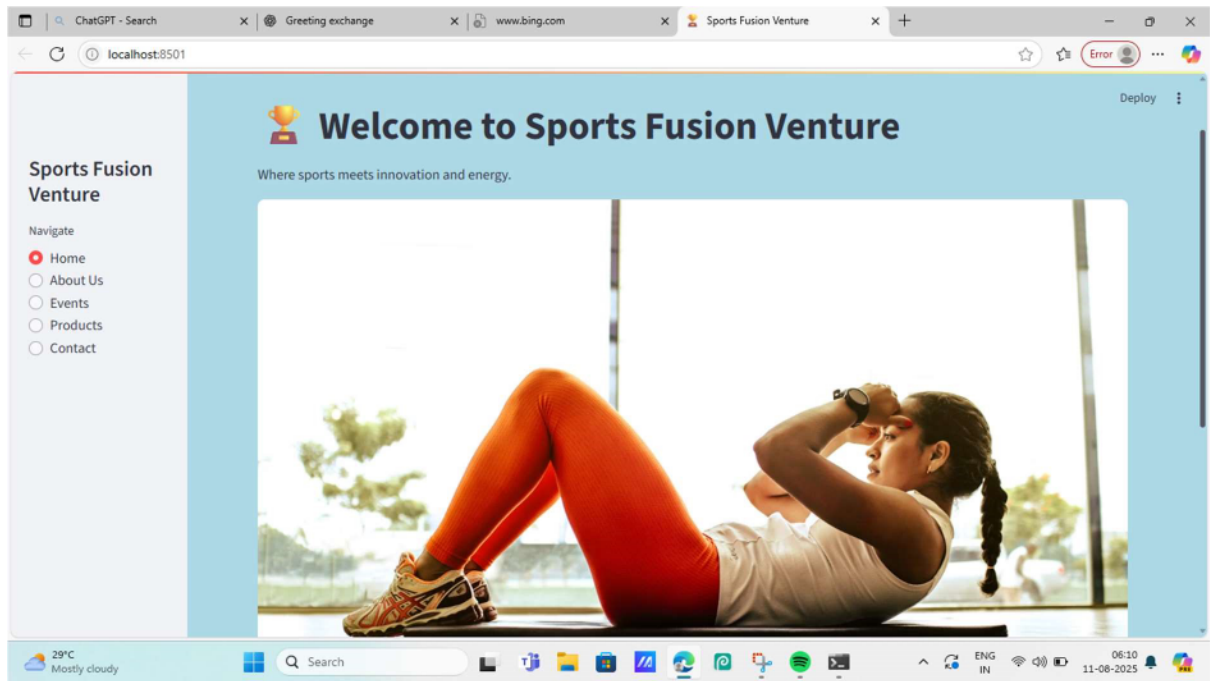 ChatGPT - Search
Greeting exchange
www.bing.com
Sports Fusion Venture
localhost:8501
Error
Deploy
Welcome to Sports Fusion Venture
Where sports meets innovation and energy.
Sports Fusion
Venture
Navigate
Home
About Us
Events
Products
Contact
29°C
Mostly cloudy
Search
ENG
IN
06:10
11-08-2025